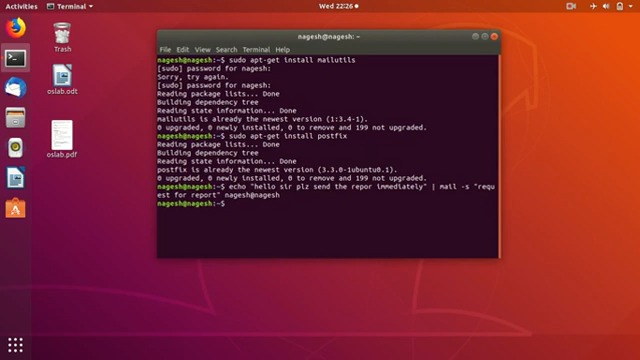 Activities
Terminal
Wed 22:26
nagesh@nagesh: ~
File Edit View Search Terminal Help
nagesh@nagesh:~$ sudo apt-get install mailutils
[sudo] password for nagesh:
Sorry, try again.
[sudo] password for nagesh:
Reading package lists... Done
Building dependency tree
Reading state information... Done
mailutils is already the newest version (1:3.4-1).
0 upgraded, 0 newly installed, 0 to remove and 199 not upgraded.
nagesh@nagesh:~$ sudo apt-get install postfix
Reading package lists... Done
Building dependency tree
Reading state information... Done
postfix is already the newest version (3.3.0-1ubuntu0.1).
0 upgraded, 0 newly installed, 0 to remove and 199 not upgraded.
nagesh@nagesh:~$ echo "hello sir plz send the repor immediately" | mail -s "requ
est for report" nagesh@nagesh
nagesh@nagesh:~$
Trash
oslab.odt
oslab.pdf